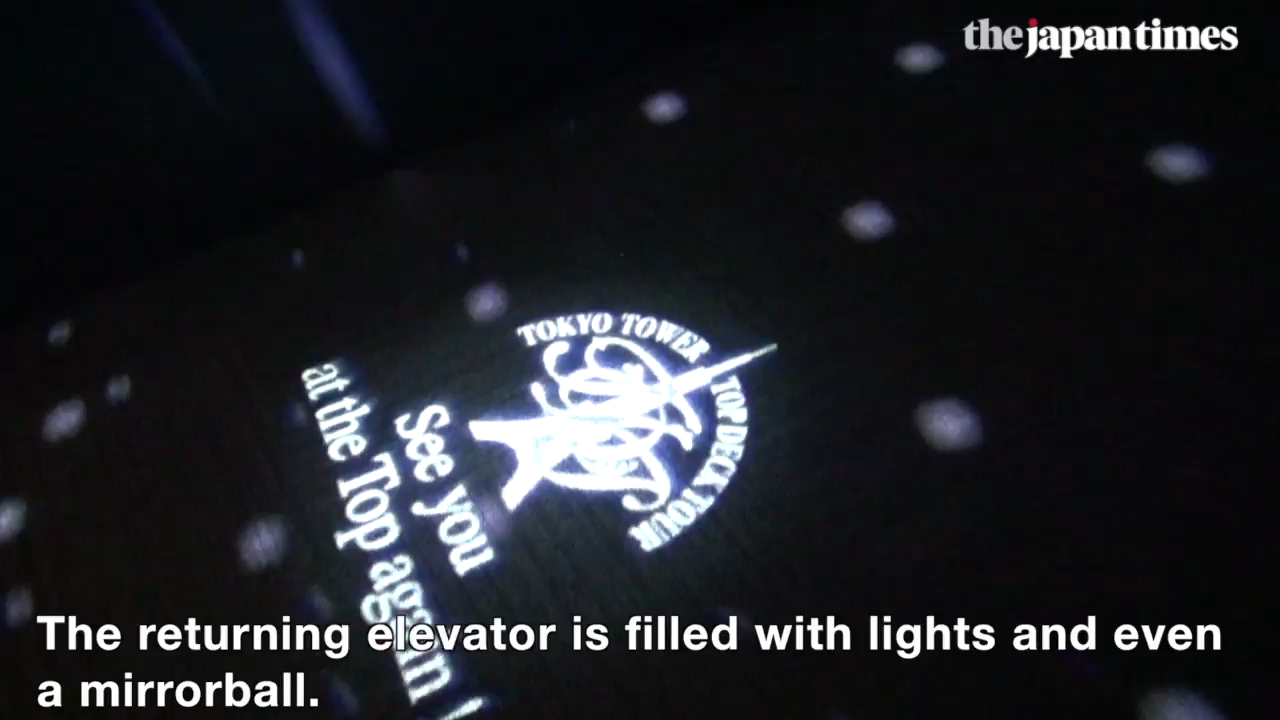 the japan times
TOKYO TOWER
TOP DECK TOUR
See you
at the Top again !
The returning elevator is filled with lights and even
a mirrorball.